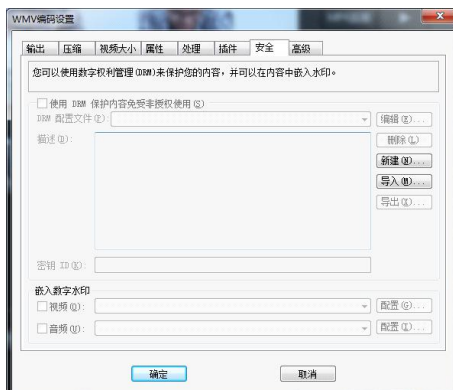 WMV编码设置
输出 压缩 视频大小 属性 处理 插件 安全 高级
您可以使用数字权利管理(DRM)来保护您的内容，并可以在内容中嵌入水印。
使用 DRM 保护内容免受非授权使用(S)
DRM 配置文件(P): 编辑(E)...
描述(D): 删除(L)
新建(N)...
导入(M)...
导出(X)...
密钥 ID(K):
嵌入数字水印
视频(O): 配置(G)...
音频(U): 配置(I)...
确定 取消